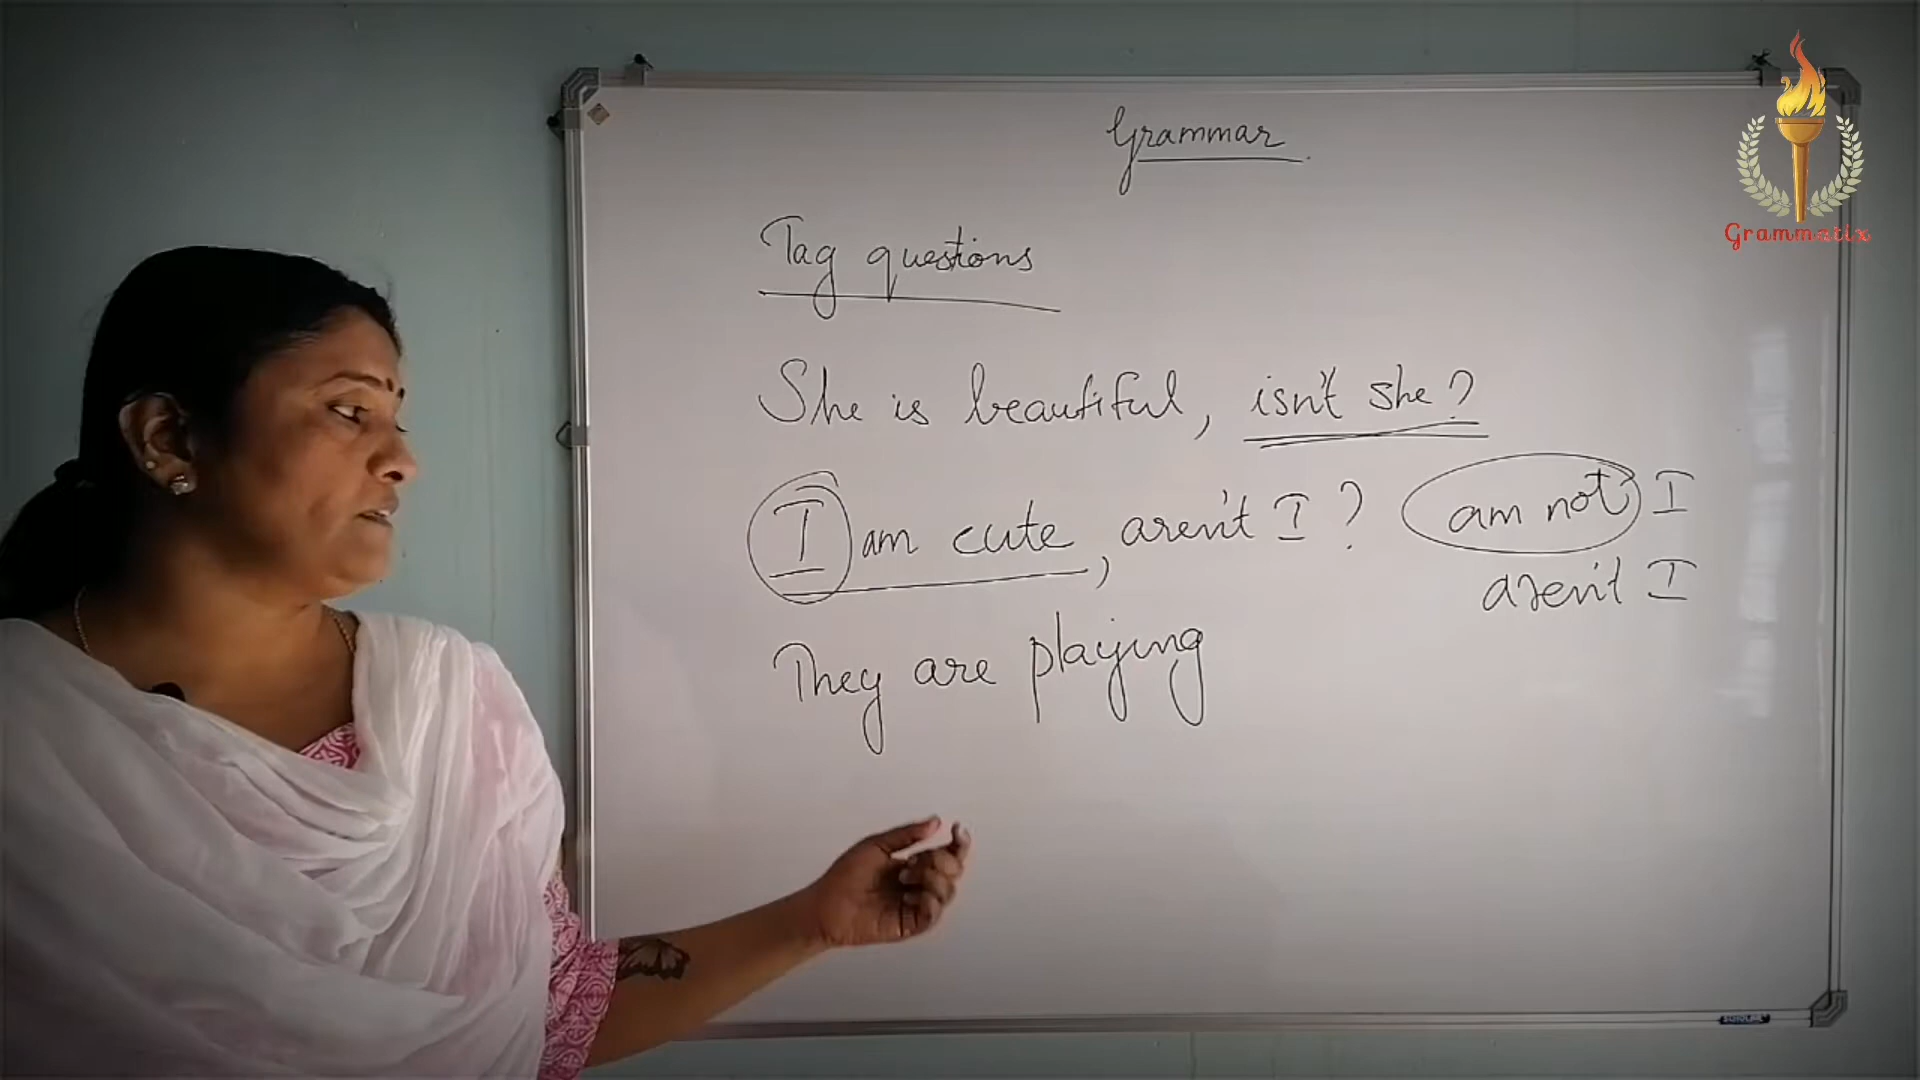 Grammar
Grammatix
Tag questions
She is beautiful, isn't she?
I am cute, aren't I? am not I
aren't I
They are playing